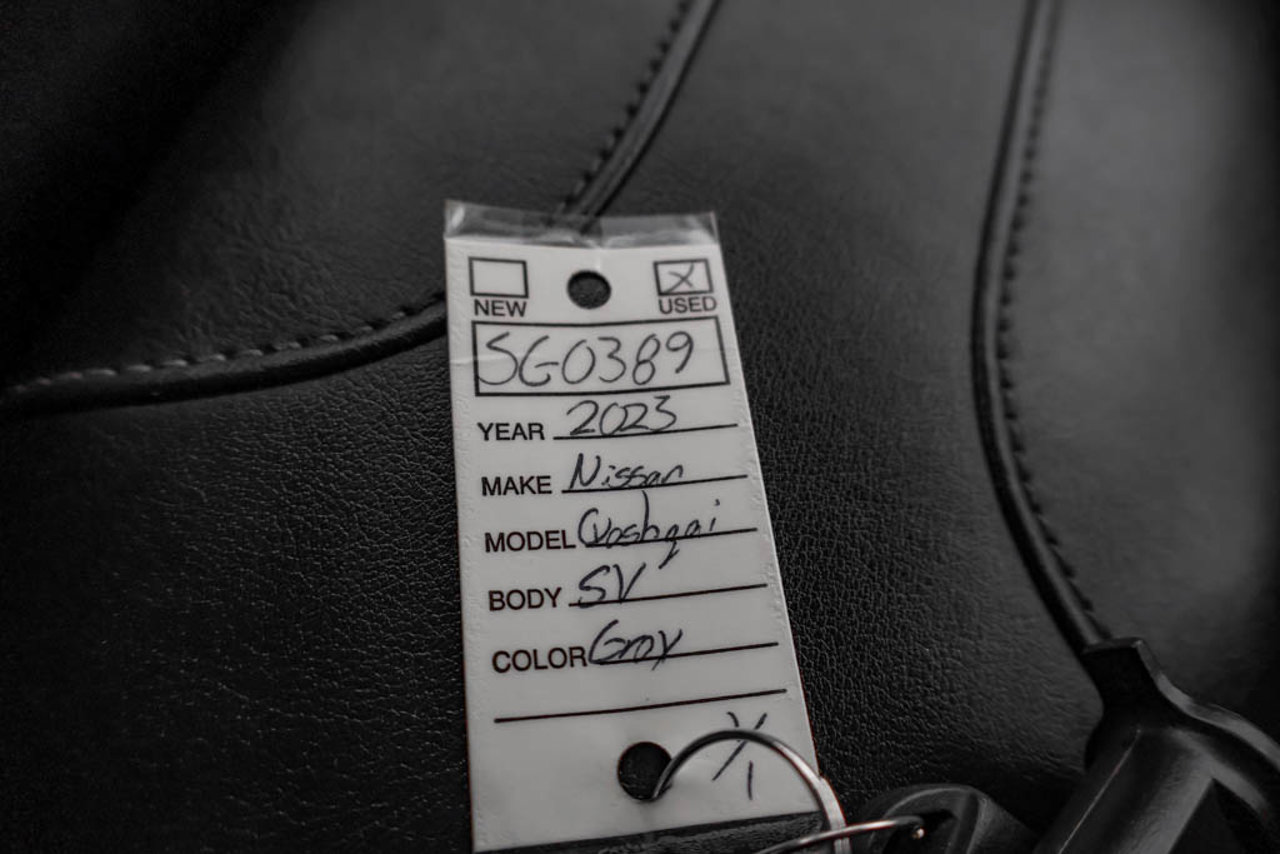 NEW USED
SG0389
YEAR 2023
MAKE Nissan
MODEL Qashqai
BODY SV
COLOR Gray